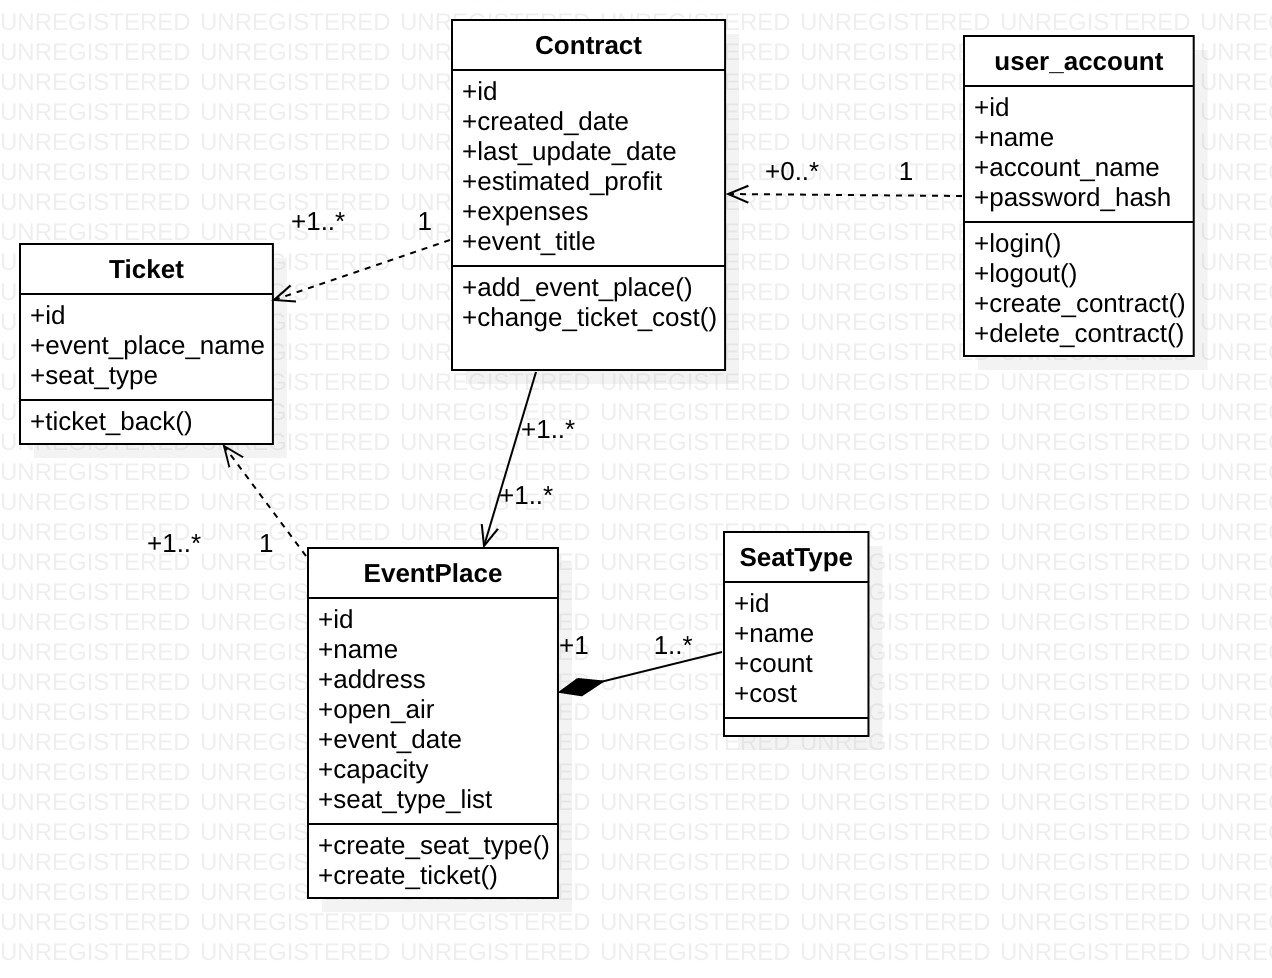 Contract
+id
+created_date
+last_update_date
+estimated_profit
+expenses
+event_title
+add_event_place()
+change_ticket_cost()
user_account
+id
+name
+account_name
+password_hash
+login()
+logout()
+create_contract()
+delete_contract()
+0..* 1
+1..* 1
Ticket
+id
+event_place_name
+seat_type
+ticket_back()
+1..*
+1..*
+1..* 1
EventPlace
+id
+name
+address
+open_air
+event_date
+capacity
+seat_type_list
+create_seat_type()
+create_ticket()
+1 1..*
SeatType
+id
+name
+count
+cost
UNREGISTERED UNREGISTERED UNREGISTERED UNREGISTERED UNREGISTERED UNREGISTERED